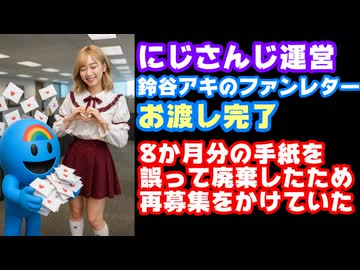 にじさんじ運営
鈴谷アキのファンレター
お渡し完了
8か月分の手紙を
誤って廃棄したため
再募集をかけていた